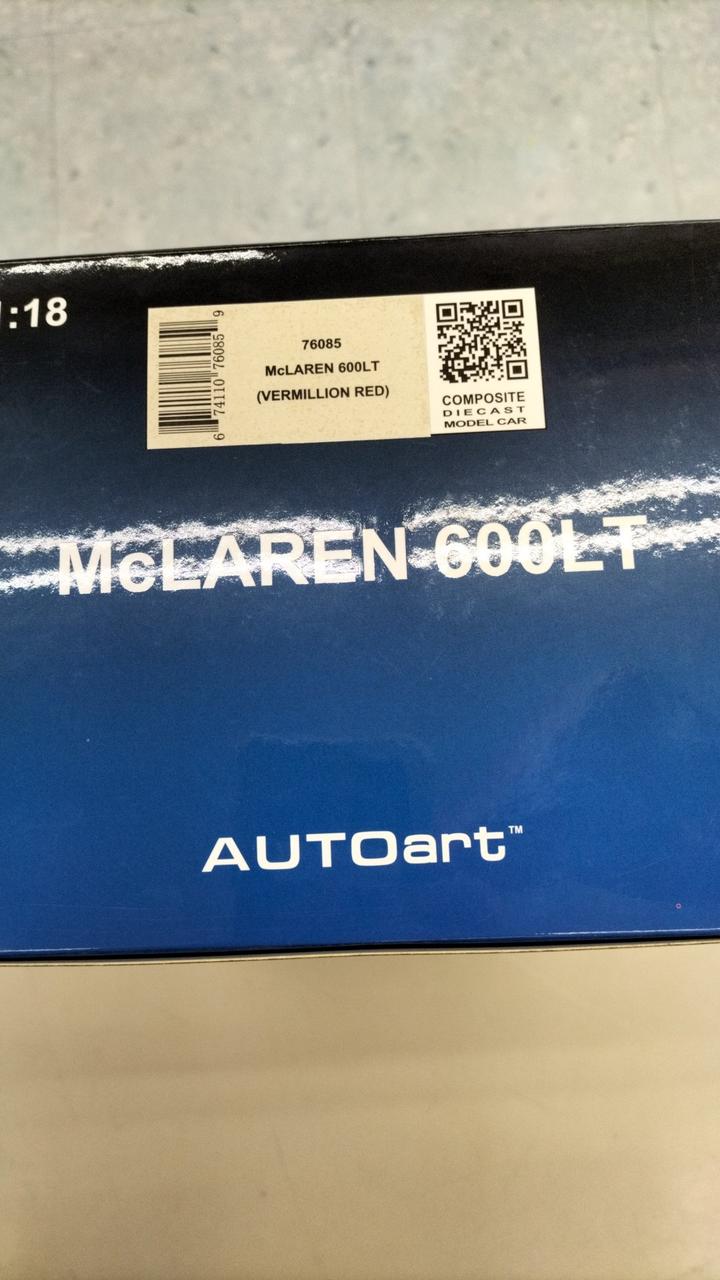 :18
6 74110 76085 9
76085
McLAREN 600LT
(VERMILLION RED)
COMPOSITE
DIECAST
MODEL CAR
McLAREN 600LT
AUTOart™